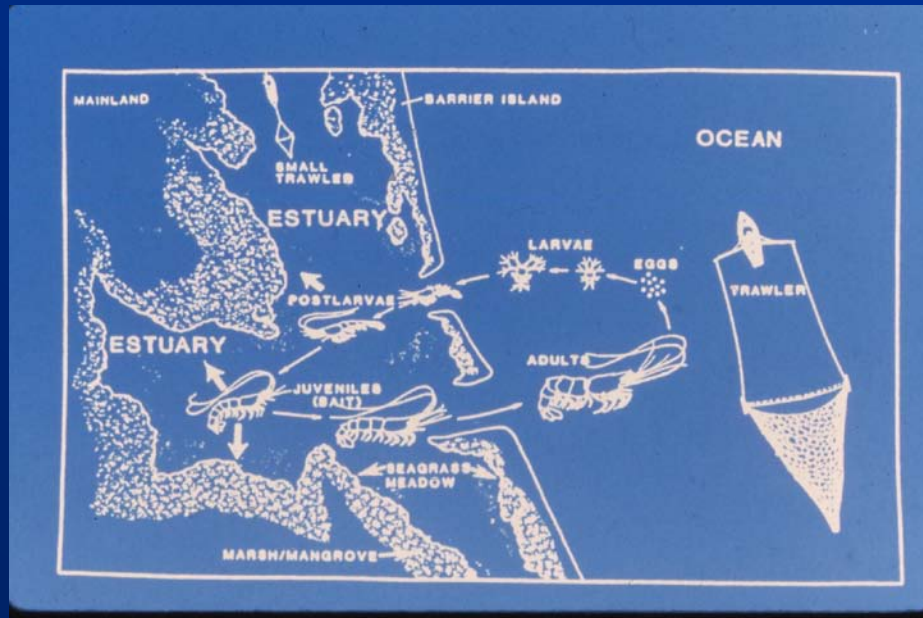 MAINLAND
BARRIER ISLAND
OCEAN
SMALL
TRAWLES
ESTUARY
LARVAE
EGGS
POSTLARVAE
TRAWLER
ESTUARY
ADULTS
JUVENILES
(BAIT)
SEAGRASS
MEADOW
MARSH/MANGROVE